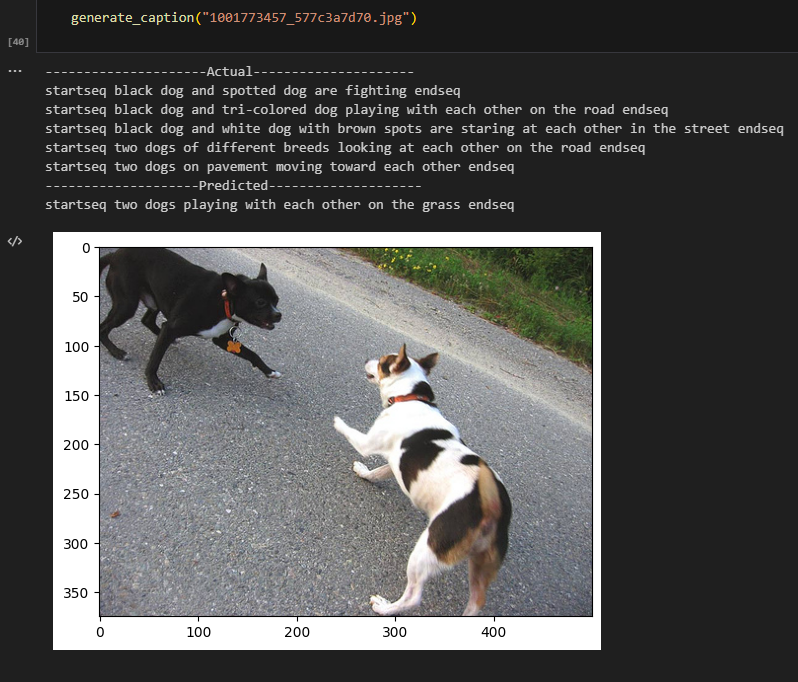 generate_caption("1001773457_577c3a7d70.jpg")
[40]
...
---------------------Actual---------------------
startseq black dog and spotted dog are fighting endseq
startseq black dog and tri-colored dog playing with each other on the road endseq
startseq black dog and white dog with brown spots are staring at each other in the street endseq
startseq two dogs of different breeds looking at each other on the road endseq
startseq two dogs on pavement moving toward each other endseq
--------------------Predicted--------------------
startseq two dogs playing with each other on the grass endseq
</>
0
50
100
150
200
250
300
350
0 100 200 300 400